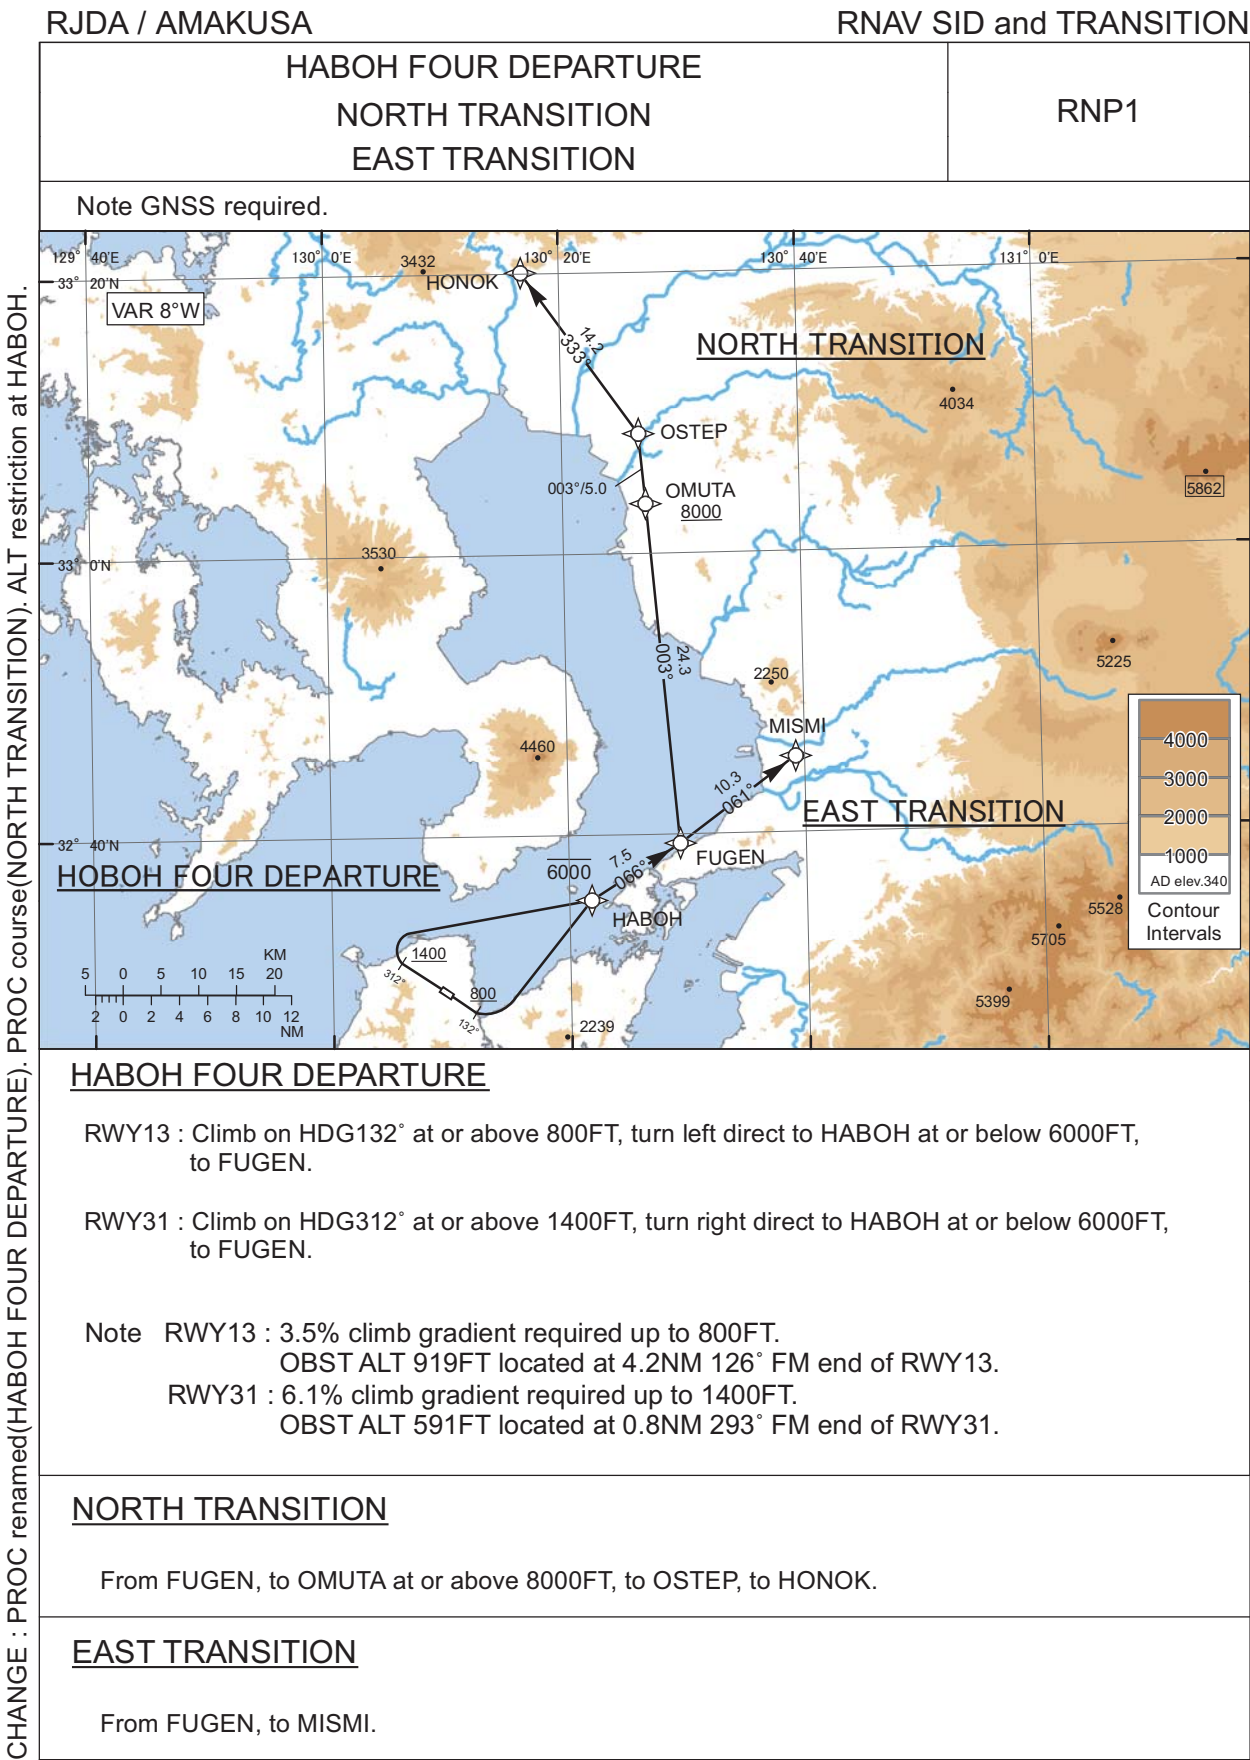 RJDA / AMAKUSA
RNAV SID and TRANSITION
HABOH FOUR DEPARTURE
NORTH TRANSITION
EAST TRANSITION
RNP1
Note GNSS required.
129° 40'E
130° 0'E
130° 20'E
130° 40'E
131° 0'E
33° 20'N
VAR 8°W
3432
HONOK
14.2
333°
NORTH TRANSITION
4034
OSTEP
003°/5.0
OMUTA
8000
5862
3530
33° 0'N
24.3
003°
5225
2250
MISMI
4460
10.3
061°
EAST TRANSITION
4000
3000
2000
1000
AD elev.340
Contour
Intervals
32° 40'N
HOBOH FOUR DEPARTURE
6000
7.5
066°
FUGEN
HABOH
5528
5705
5399
1400
312°
800
132°
2239
KM
5 0 5 10 15 20
2 0 2 4 6 8 10 12
NM
HABOH FOUR DEPARTURE
RWY13 : Climb on HDG132° at or above 800FT, turn left direct to HABOH at or below 6000FT,
to FUGEN.
RWY31 : Climb on HDG312° at or above 1400FT, turn right direct to HABOH at or below 6000FT,
to FUGEN.
Note RWY13 : 3.5% climb gradient required up to 800FT.
OBST ALT 919FT located at 4.2NM 126° FM end of RWY13.
RWY31 : 6.1% climb gradient required up to 1400FT.
OBST ALT 591FT located at 0.8NM 293° FM end of RWY31.
NORTH TRANSITION
From FUGEN, to OMUTA at or above 8000FT, to OSTEP, to HONOK.
EAST TRANSITION
From FUGEN, to MISMI.
CHANGE : PROC renamed(HABOH FOUR DEPARTURE). PROC course(NORTH TRANSITION). ALT restriction at HABOH.